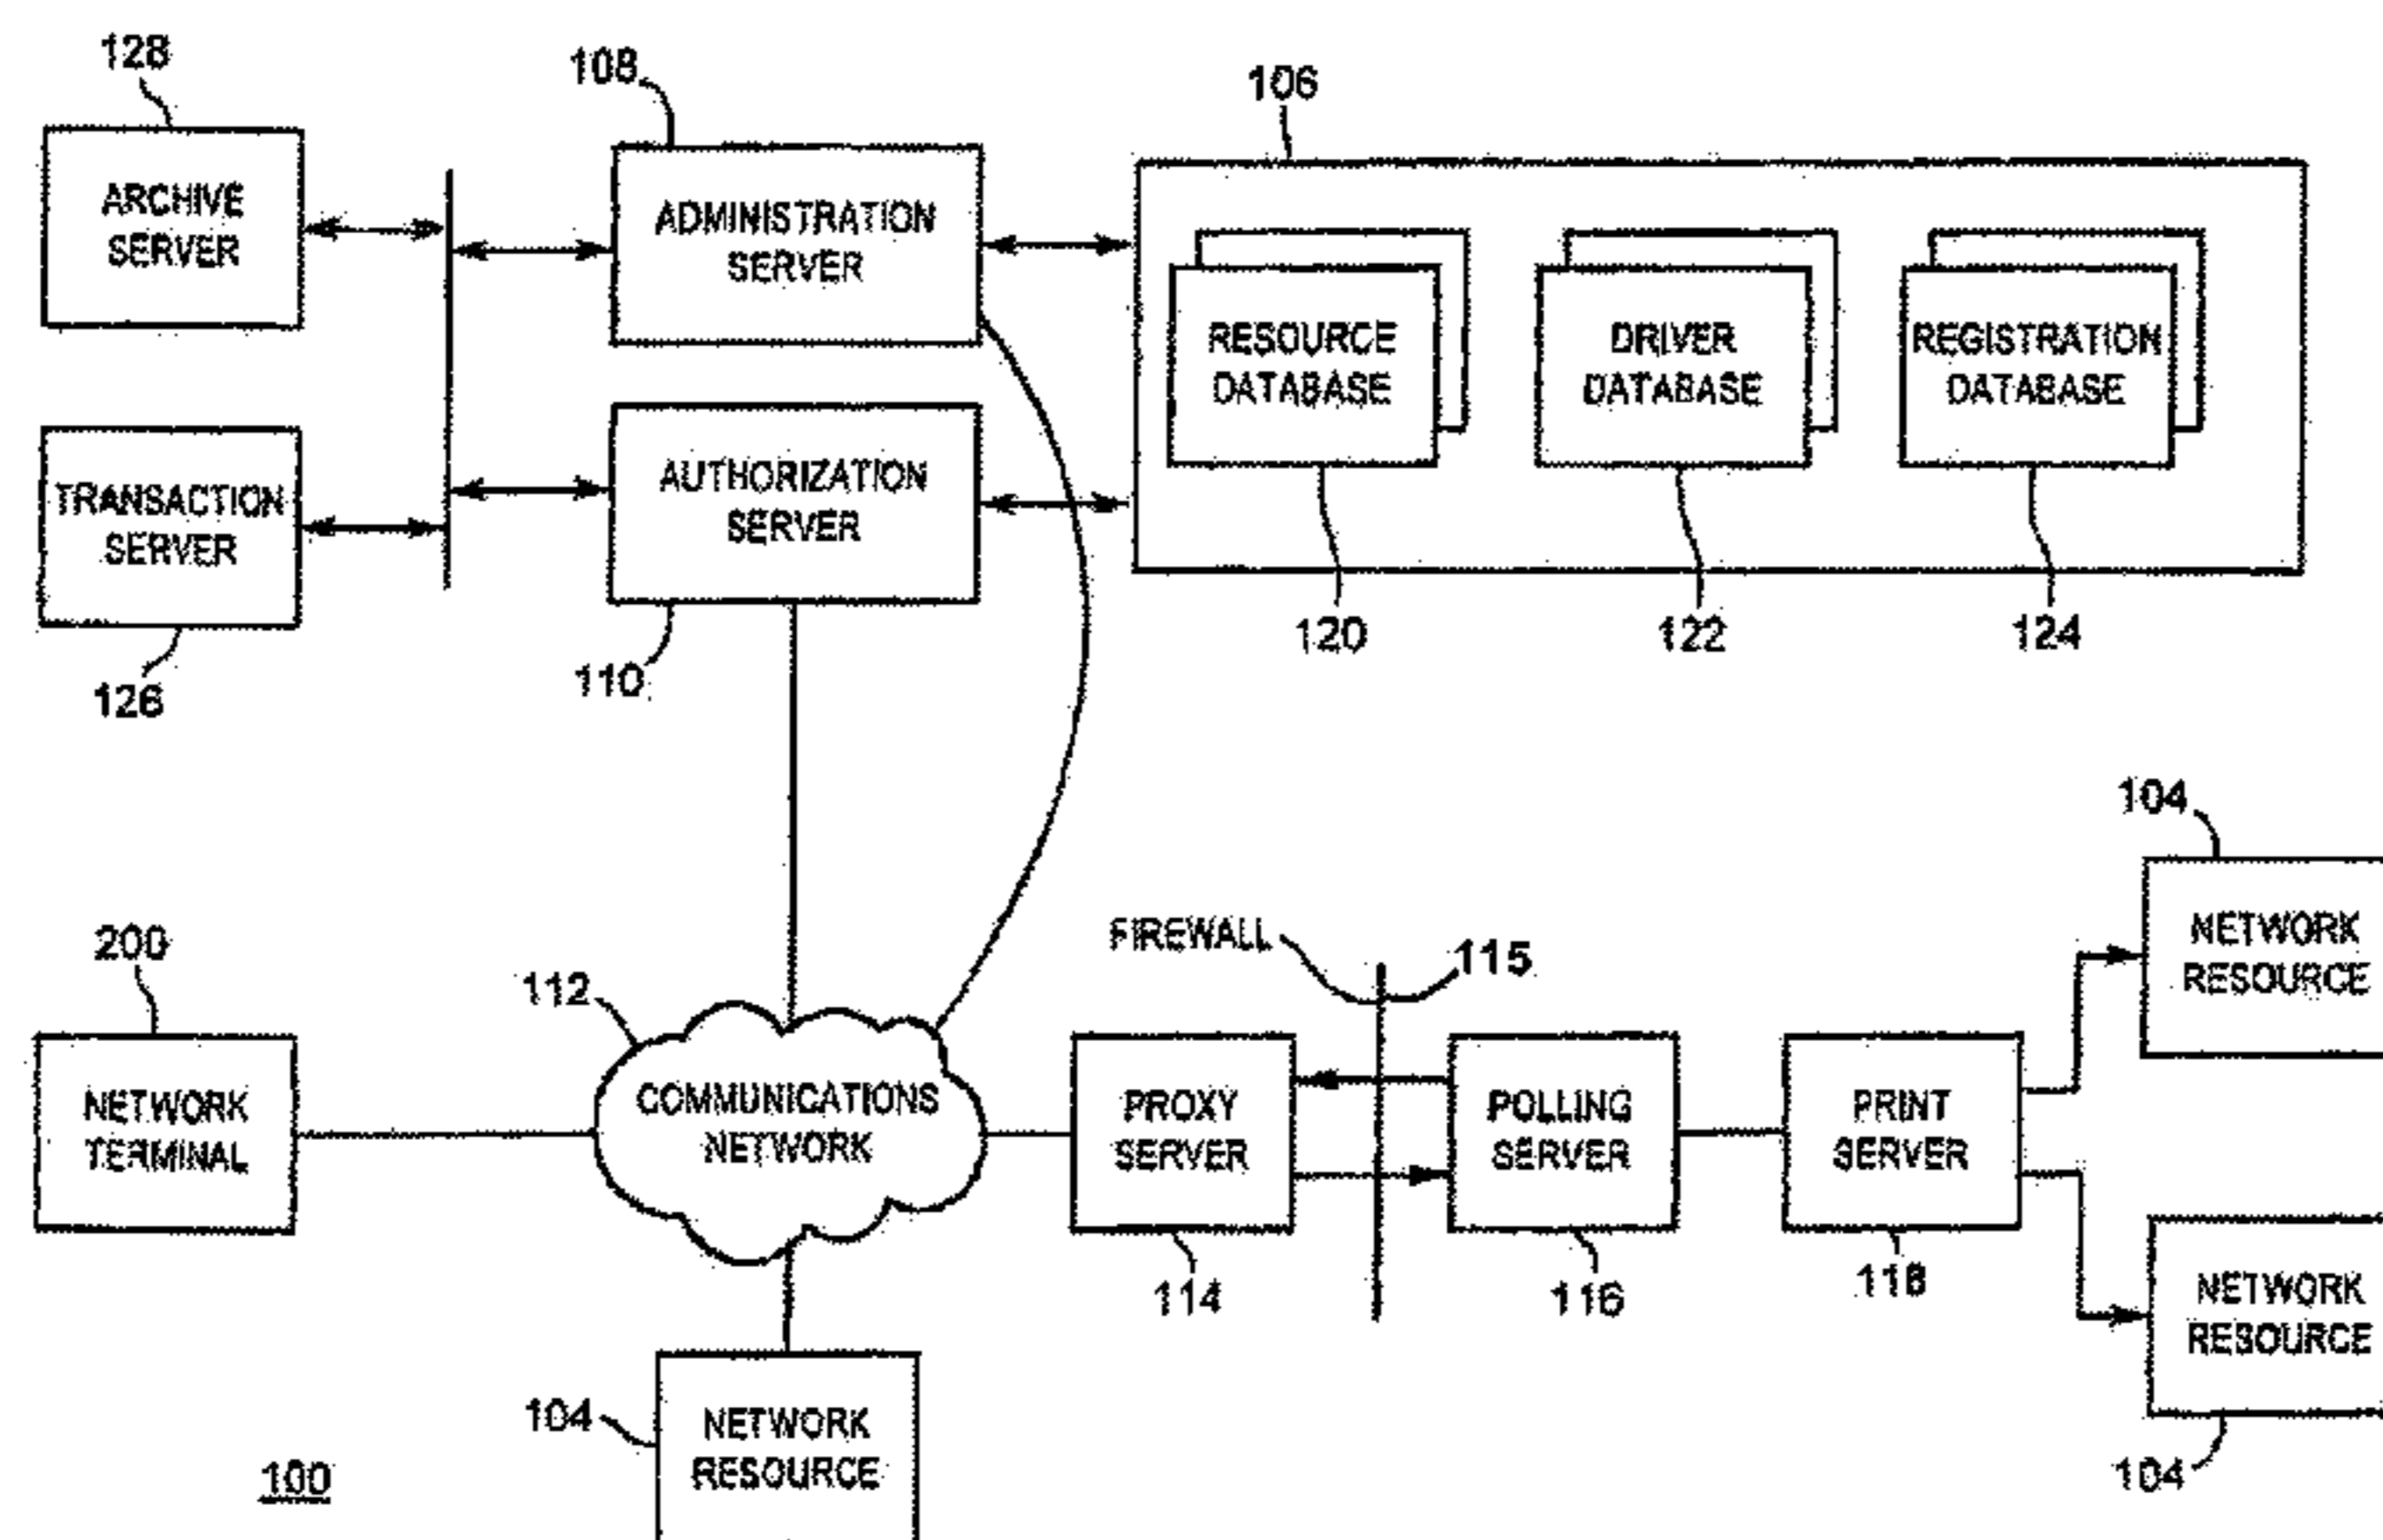 128
ARCHIVE
SERVER
108
ADMINISTRATION
SERVER
106
RESOURCE
DATABASE
DRIVER
DATABASE
REGISTRATION
DATABASE
120
122
124
TRANSACTION
SERVER
126
AUTHORIZATION
SERVER
110
200
NETWORK
TERMINAL
112
COMMUNICATIONS
NETWORK
FIREWALL
115
PROXY
SERVER
114
POLLING
SERVER
116
PRINT
SERVER
118
104
NETWORK
RESOURCE
NETWORK
RESOURCE
104
104
NETWORK
RESOURCE
100